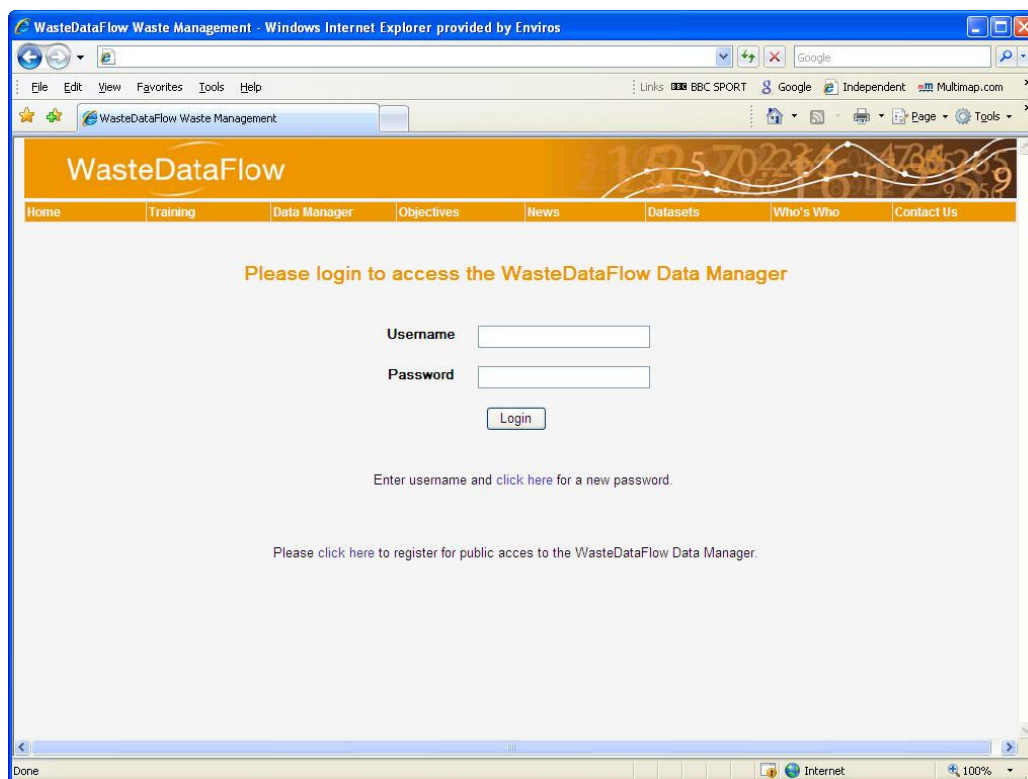 WasteDataFlow Waste Management - Windows Internet Explorer provided by Enviros
Google
File Edit View Favorites Tools Help
Links BBC SPORT Google Independent Multimap.com
WasteDataFlow Waste Management
Page Tools
WasteDataFlow
Home Training Data Manager Objectives News Datasets Who's Who Contact Us
Please login to access the WasteDataFlow Data Manager
Username
Password
Login
Enter username and click here for a new password.
Please click here to register for public acces to the WasteDataFlow Data Manager.
Done Internet 100%